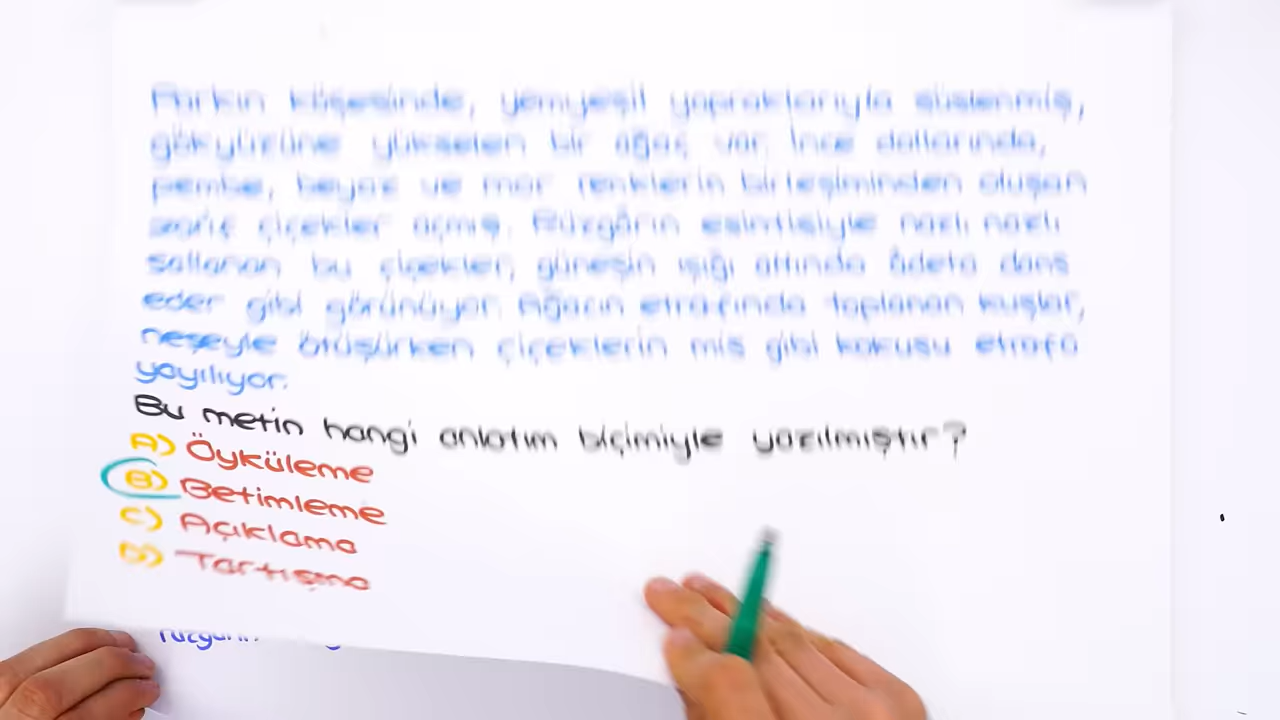 Parkın köşesinde, yemyeşil yapraklarıyla süslenmiş,
gökyüzüne yükselen bir ağaç var. İnce dallarında,
pembe, beyaz ve mor renklerin birleşiminden oluşan
zarif çiçekler açmış. Rüzgârın esintisiyle nazlı nazlı
sallanan bu çiçekler, güneşin ışığı altında âdeta dans
eder gibi görünüyor. Ağacın etrafında toplanan kuşlar,
neşeyle ötüşürken çiçeklerin mis gibi kokusu etrafa
yayılıyor.
Bu metin hangi anlatım biçimiyle yazılmıştır?
A) Öyküleme
B) Betimleme
C) Açıklama
D) Tartışma